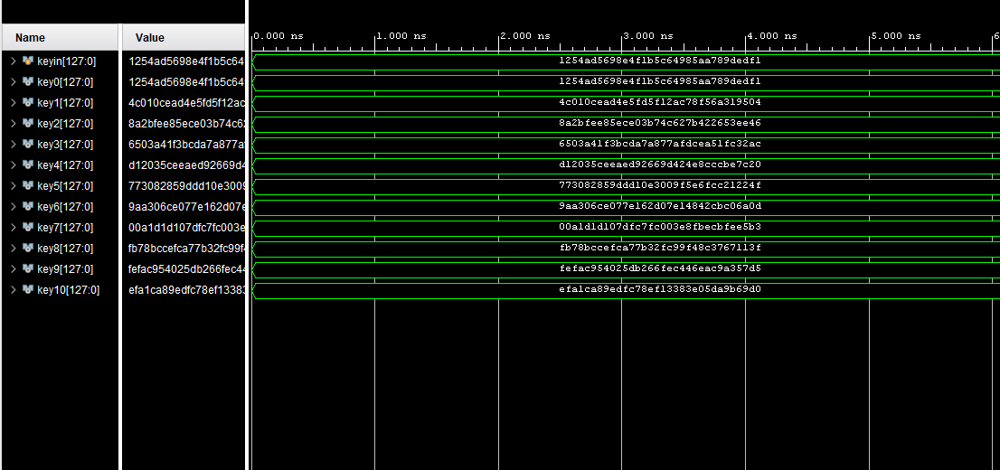 Name Value 0.000 ns 1.000 ns 2.000 ns 3.000 ns 4.000 ns 5.000 ns 6
keyin[127:0] 1254ad5698e4f1b5c64 1254ad5698e4f1b5c64985aa789dedf1
key0[127:0] 1254ad5698e4f1b5c64 1254ad5698e4f1b5c64985aa789dedf1
key1[127:0] 4c010cead4e5fd5f12ac 4c010cead4e5fd5f12ac78f56a319504
key2[127:0] 8a2bfee85ece03b74c62 8a2bfee85ece03b74c627b422653ee46
key3[127:0] 6503a41f3bcda7a877a 6503a41f3bcda7a877afdcea51fc32ac
key4[127:0] d12035ceeaed92669d4 d12035ceeaed92669d424e8cccbe7c20
key5[127:0] 773082859ddd10e3009 773082859ddd10e3009f5e6fcc21224f
key6[127:0] 9aa306ce077e162d07e 9aa306ce077e162d07e14842cbc06a0d
key7[127:0] 00a1d1d107dfc7fc003e 00a1d1d107dfc7fc003e8fbecbfee5b3
key8[127:0] fb78bccefca77b32fc99f fb78bccefca77b32fc99f48c3767113f
key9[127:0] fefac954025db266fec44 fefac954025db266fec446eac9a357d5
key10[127:0] efa1ca89edfc78ef13383 efa1ca89edfc78ef13383e05da9b69d0